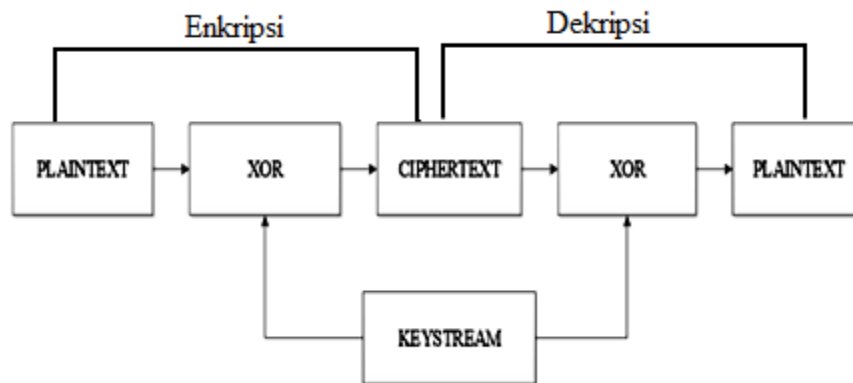 Enkripsi
Dekripsi
PLAINTEXT
XOR
CIPHERTEXT
XOR
PLAINTEXT
KEYSTREAM